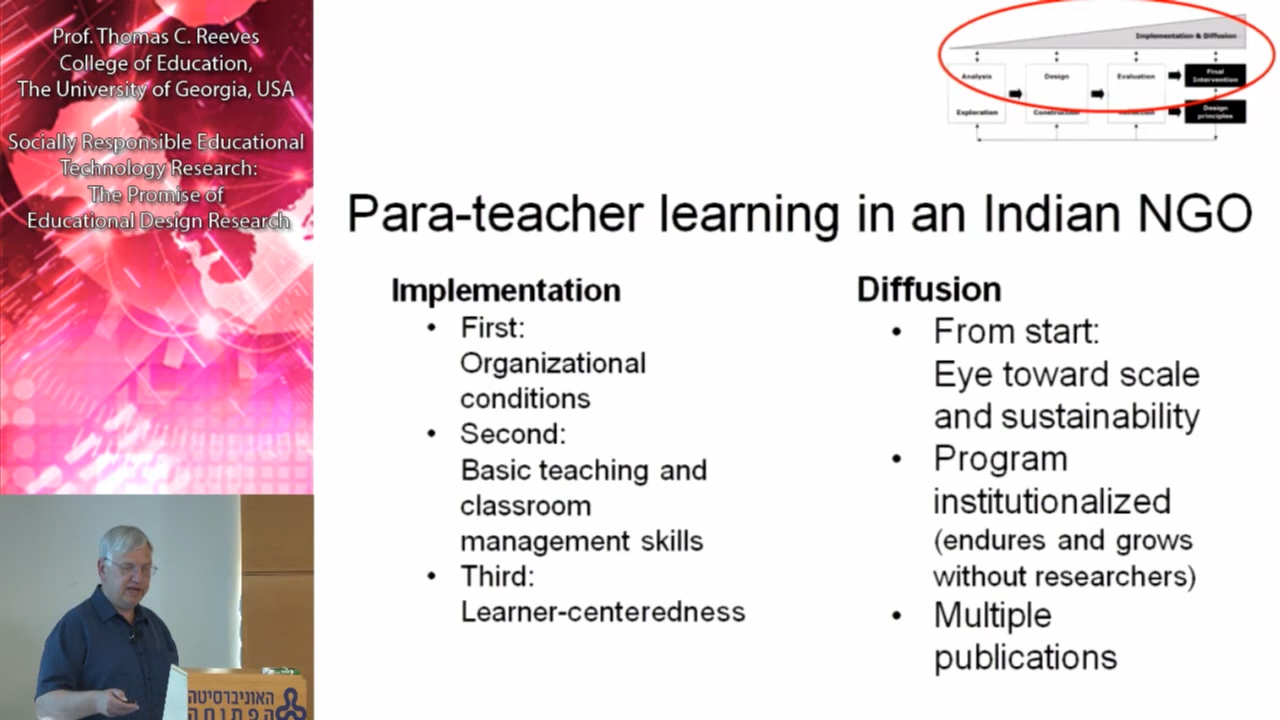 Prof. Thomas C. Reeves
College of Education,
The University of Georgia, USA
Socially Responsible Educational
Technology Research:
The Promise of
Educational Design Research
Implementation & Diffusion
Analysis
Design
Evaluation
Final
Intervention
Exploration
Construction
Design
principles
Para-teacher learning in an Indian NGO
Implementation
• First:
Organizational
conditions
• Second:
Basic teaching and
classroom
management skills
• Third:
Learner-centeredness
Diffusion
• From start:
Eye toward scale
and sustainability
• Program
institutionalized
(endures and grows
without researchers)
• Multiple
publications
האוניברסיטה
הפתוחה